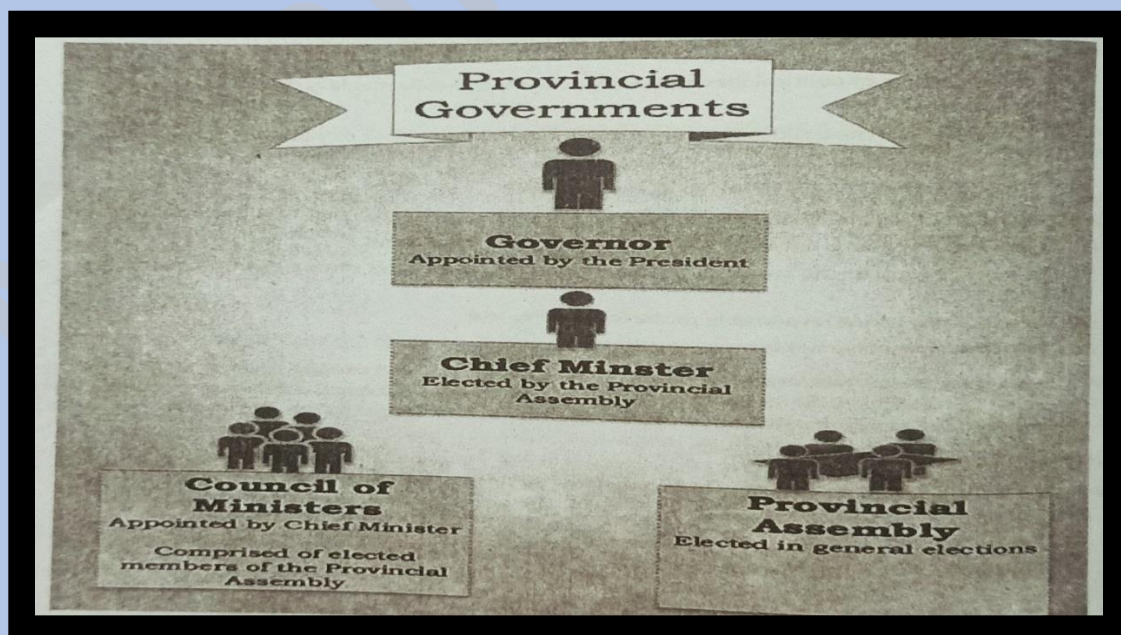 Provincial
Governments
Governor
Appointed by the President
Chief Minster
Elected by the Provincial
Assembly
Council of
Ministers
Appointed by Chief Minister
Comprised of elected
members of the Provincial
Assembly
Provincial
Assembly
Elected in general elections